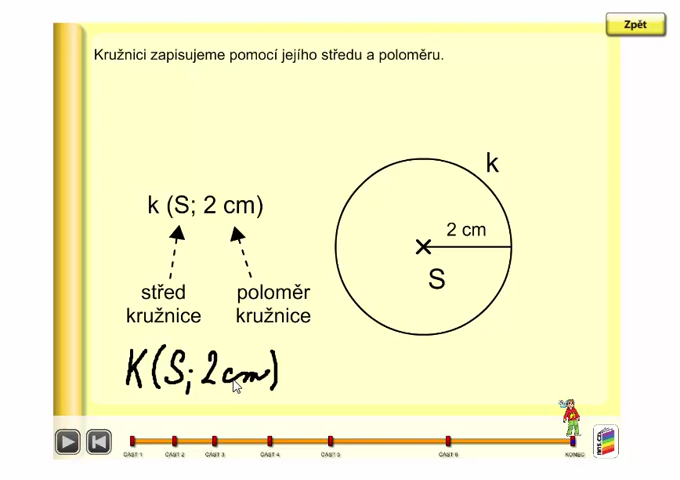 Zpět
Kružnici zapisujeme pomocí jejího středu a poloměru.
k
k (S; 2 cm)
2 cm
S
střed
kružnice
poloměr
kružnice
K(S; 2cm)
ČÁST 1 ČÁST 2 ČÁST 3 ČÁST 4 ČÁST 5 ČÁST 6 KONEC